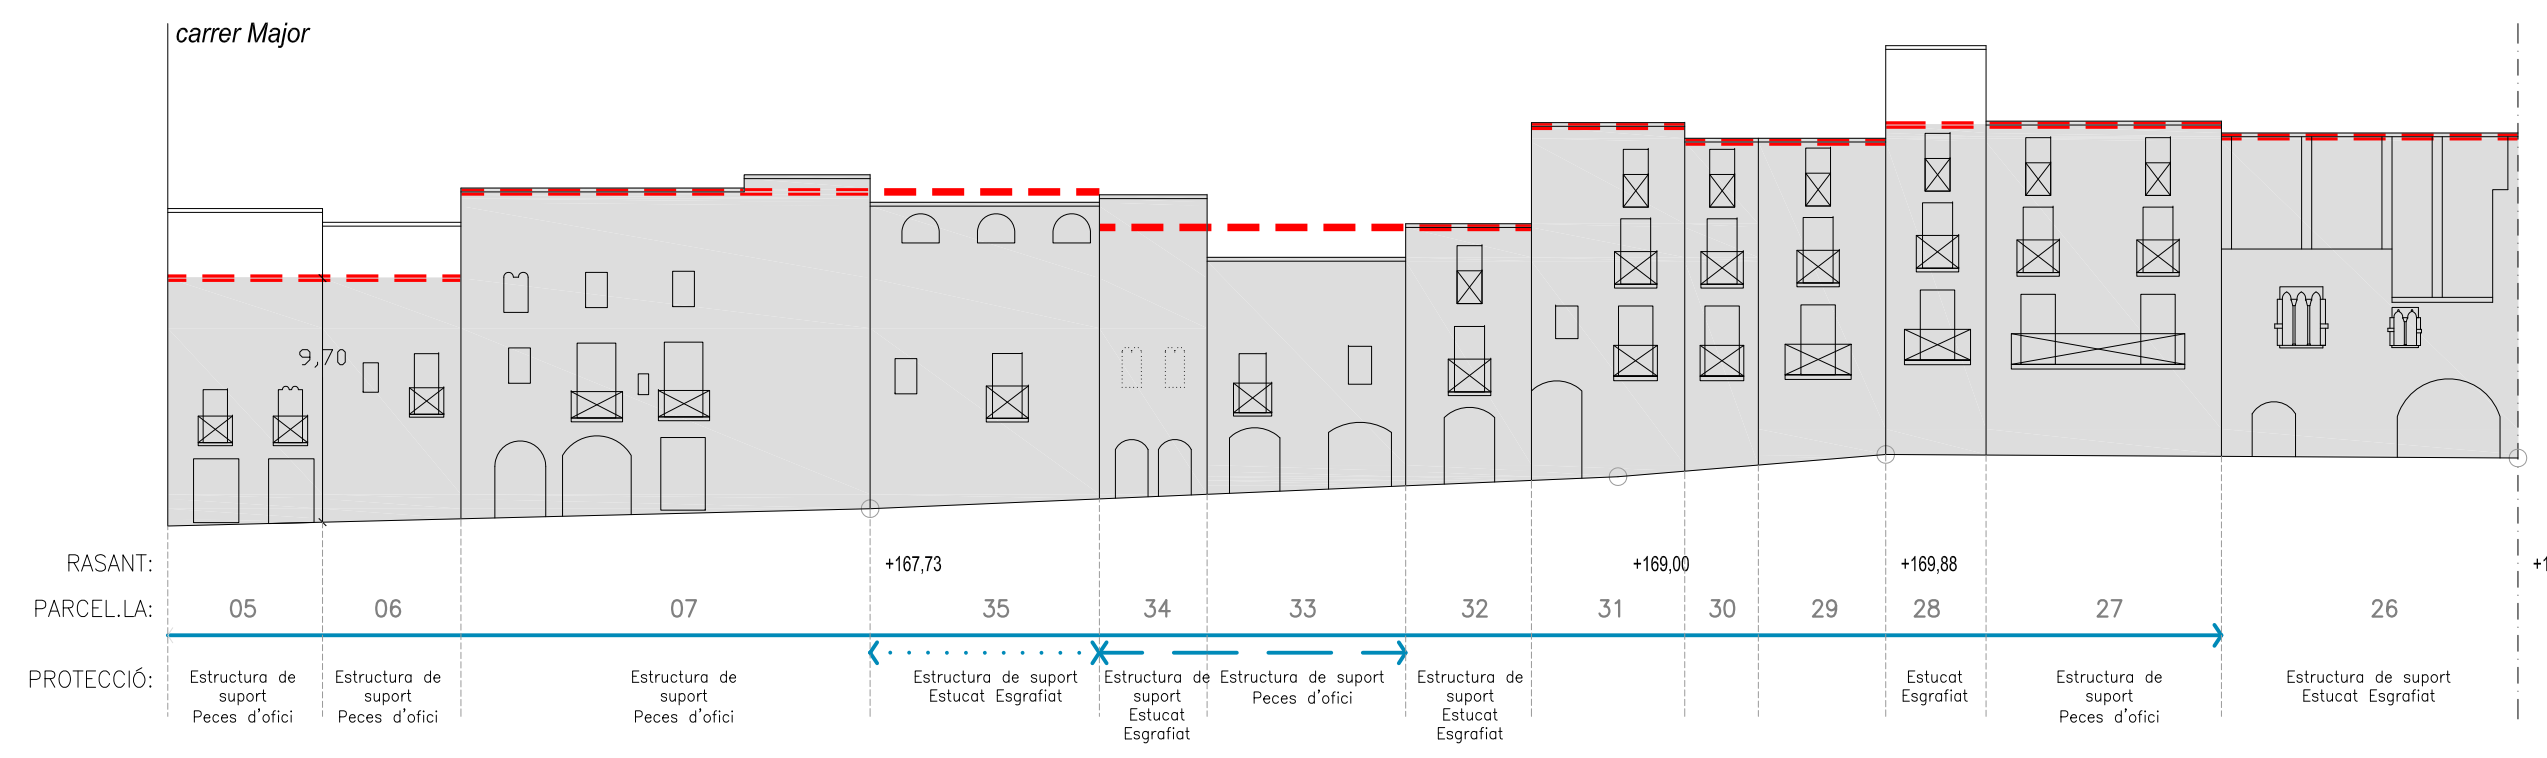 carrer Major
9,70
RASANT: +167,73 +169,00 +169,88 +1
PARCEL.LA: 05 06 07 35 34 33 32 31 30 29 28 27 26
PROTECCIÓ:
Estructura de
suport
Peces d'ofici
Estructura de
suport
Peces d'ofici
Estructura de
suport
Peces d'ofici
Estructura de suport
Estucat Esgrafiat
Estructura de
suport
Estucat
Esgrafiat
Estructura de suport
Peces d'ofici
Estructura de
suport
Estucat
Esgrafiat
Estucat
Esgrafiat
Estructura de
suport
Peces d'ofici
Estructura de suport
Estucat Esgrafiat